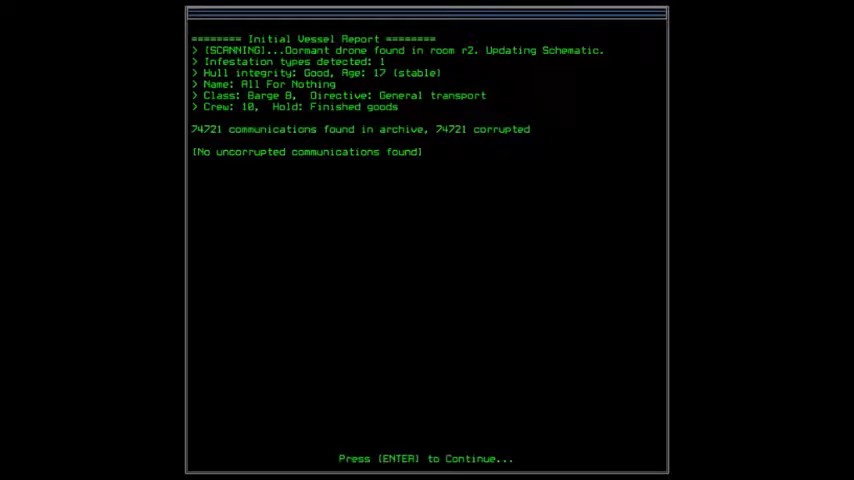 ======== Initial Vessel Report ========
> [SCANNING]...Dormant drone found in room r2. Updating Schematic.
> Infestation types detected: 1
> Hull integrity: Good, Age: 17 (stable)
> Name: All For Nothing
> Class: Barge B,  Directive: General transport
> Crew: 10,  Hold: Finished goods
74721 communications found in archive, 74721 corrupted
[No uncorrupted communications found]
Press [ENTER] to Continue...